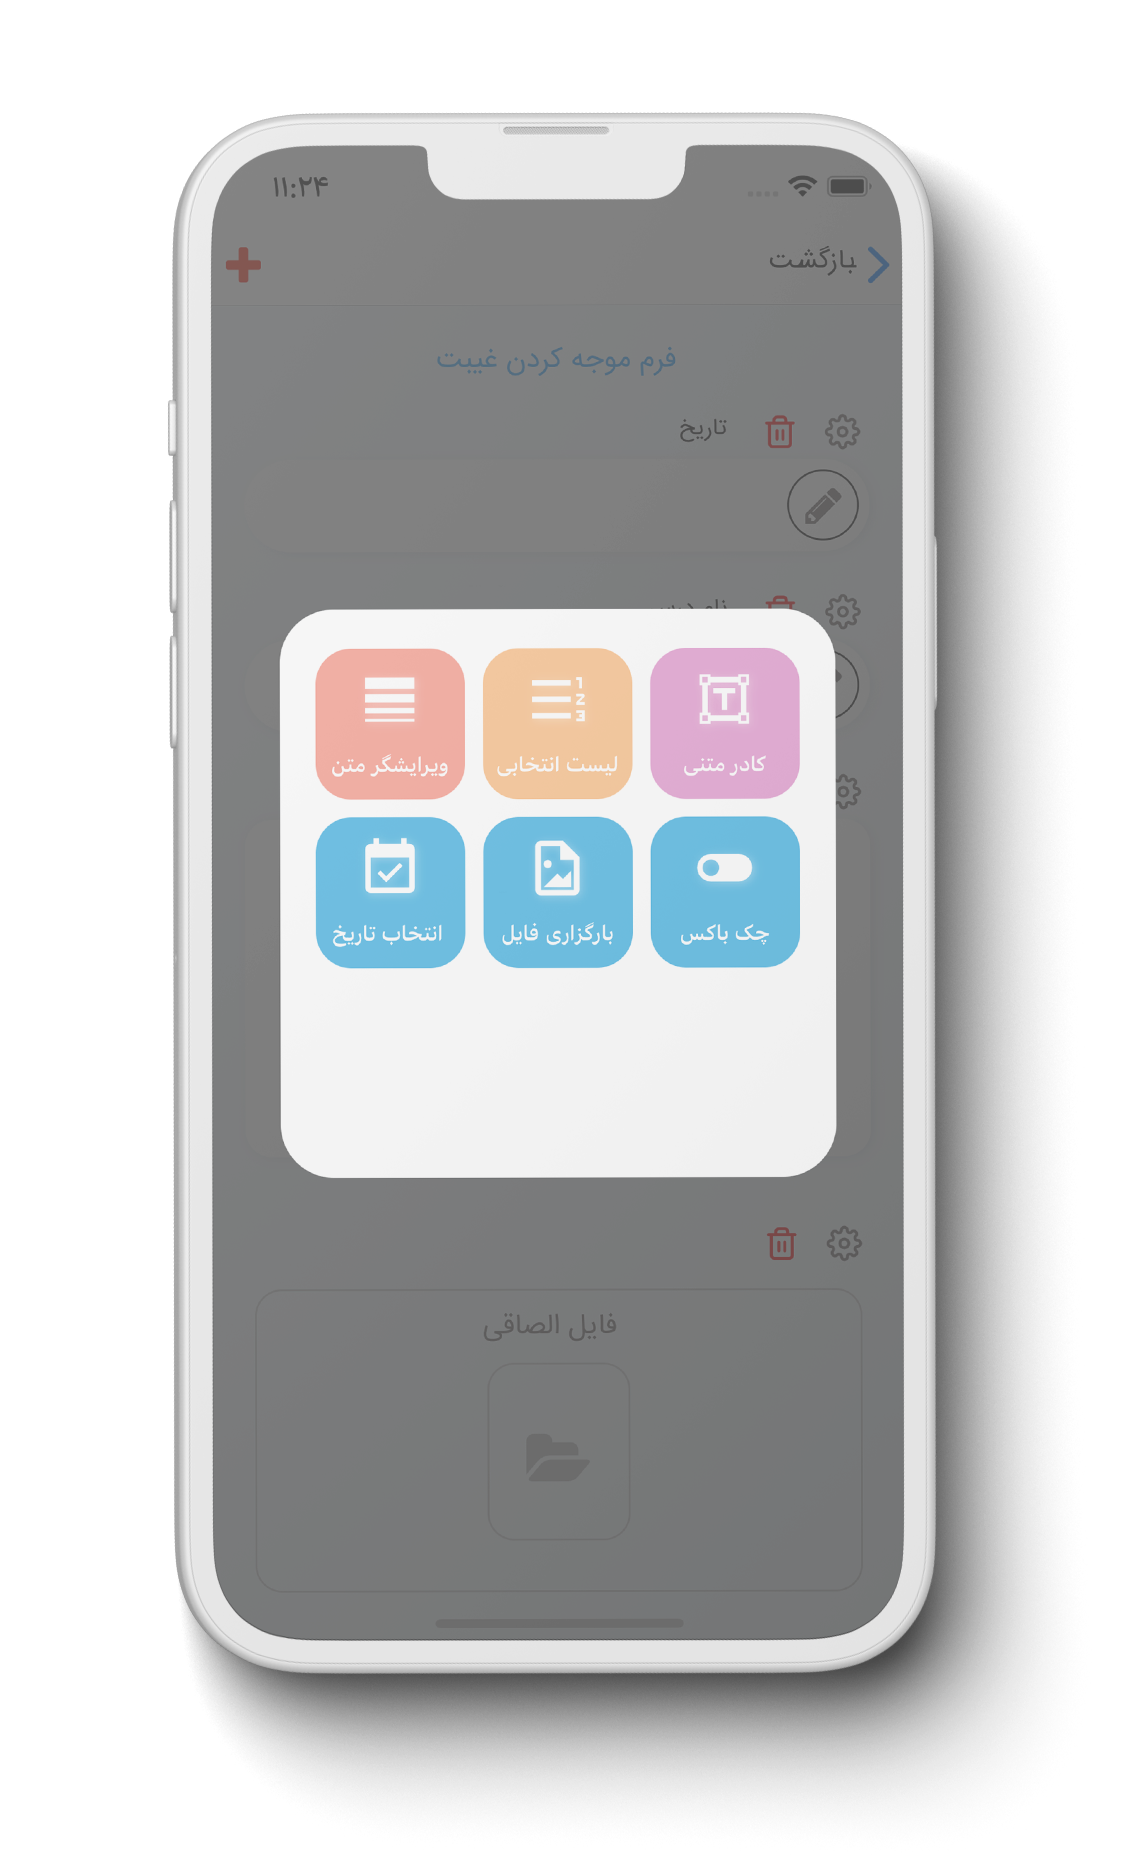 ۱۱:۲۴
بازگشت
فرم موجه کردن غیبت
تاریخ
کادر متنی
لیست انتخابی
ویرایشگر متن
چک باکس
بارگزاری فایل
انتخاب تاریخ
فایل الصاقی